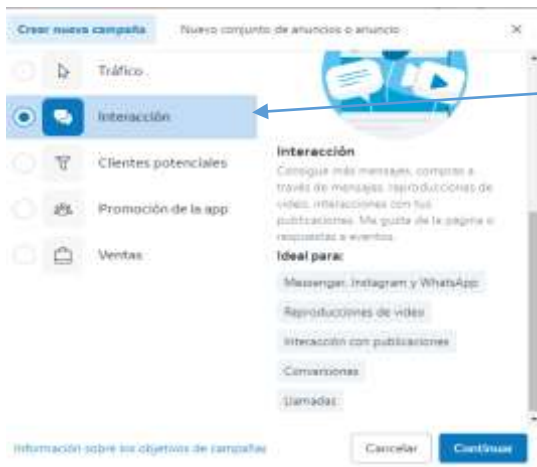 Crear nueva campaña
Nuevo conjunto de anuncios o anuncio
Tráfico
Interacción
Clientes potenciales
Promoción de la app
Ventas
Interacción
Consigue más mensajes, compras a
través de mensajes, reproducciones de
video, interacciones con tus
publicaciones, Me gusta de la página o
respuestas a eventos.
Ideal para:
Messenger, Instagram y WhatsApp
Reproducciones de video
Interacción con publicaciones
Conversiones
Llamadas
Información sobre los objetivos de campañas
Cancelar
Continuar